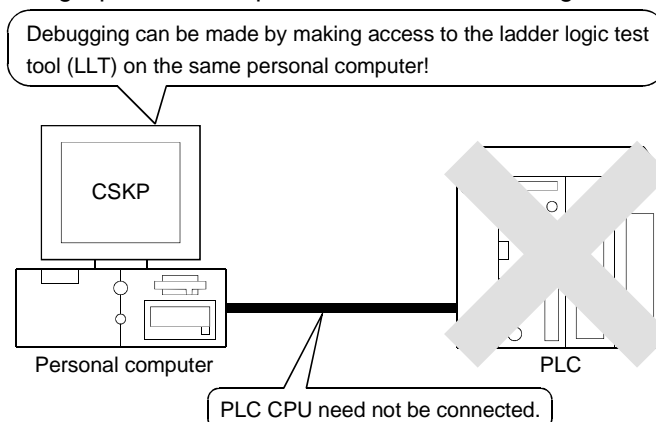 Debugging can be made by making access to the ladder logic test
tool (LLT) on the same personal computer!
CSKP
Personal computer
PLC
PLC CPU need not be connected.